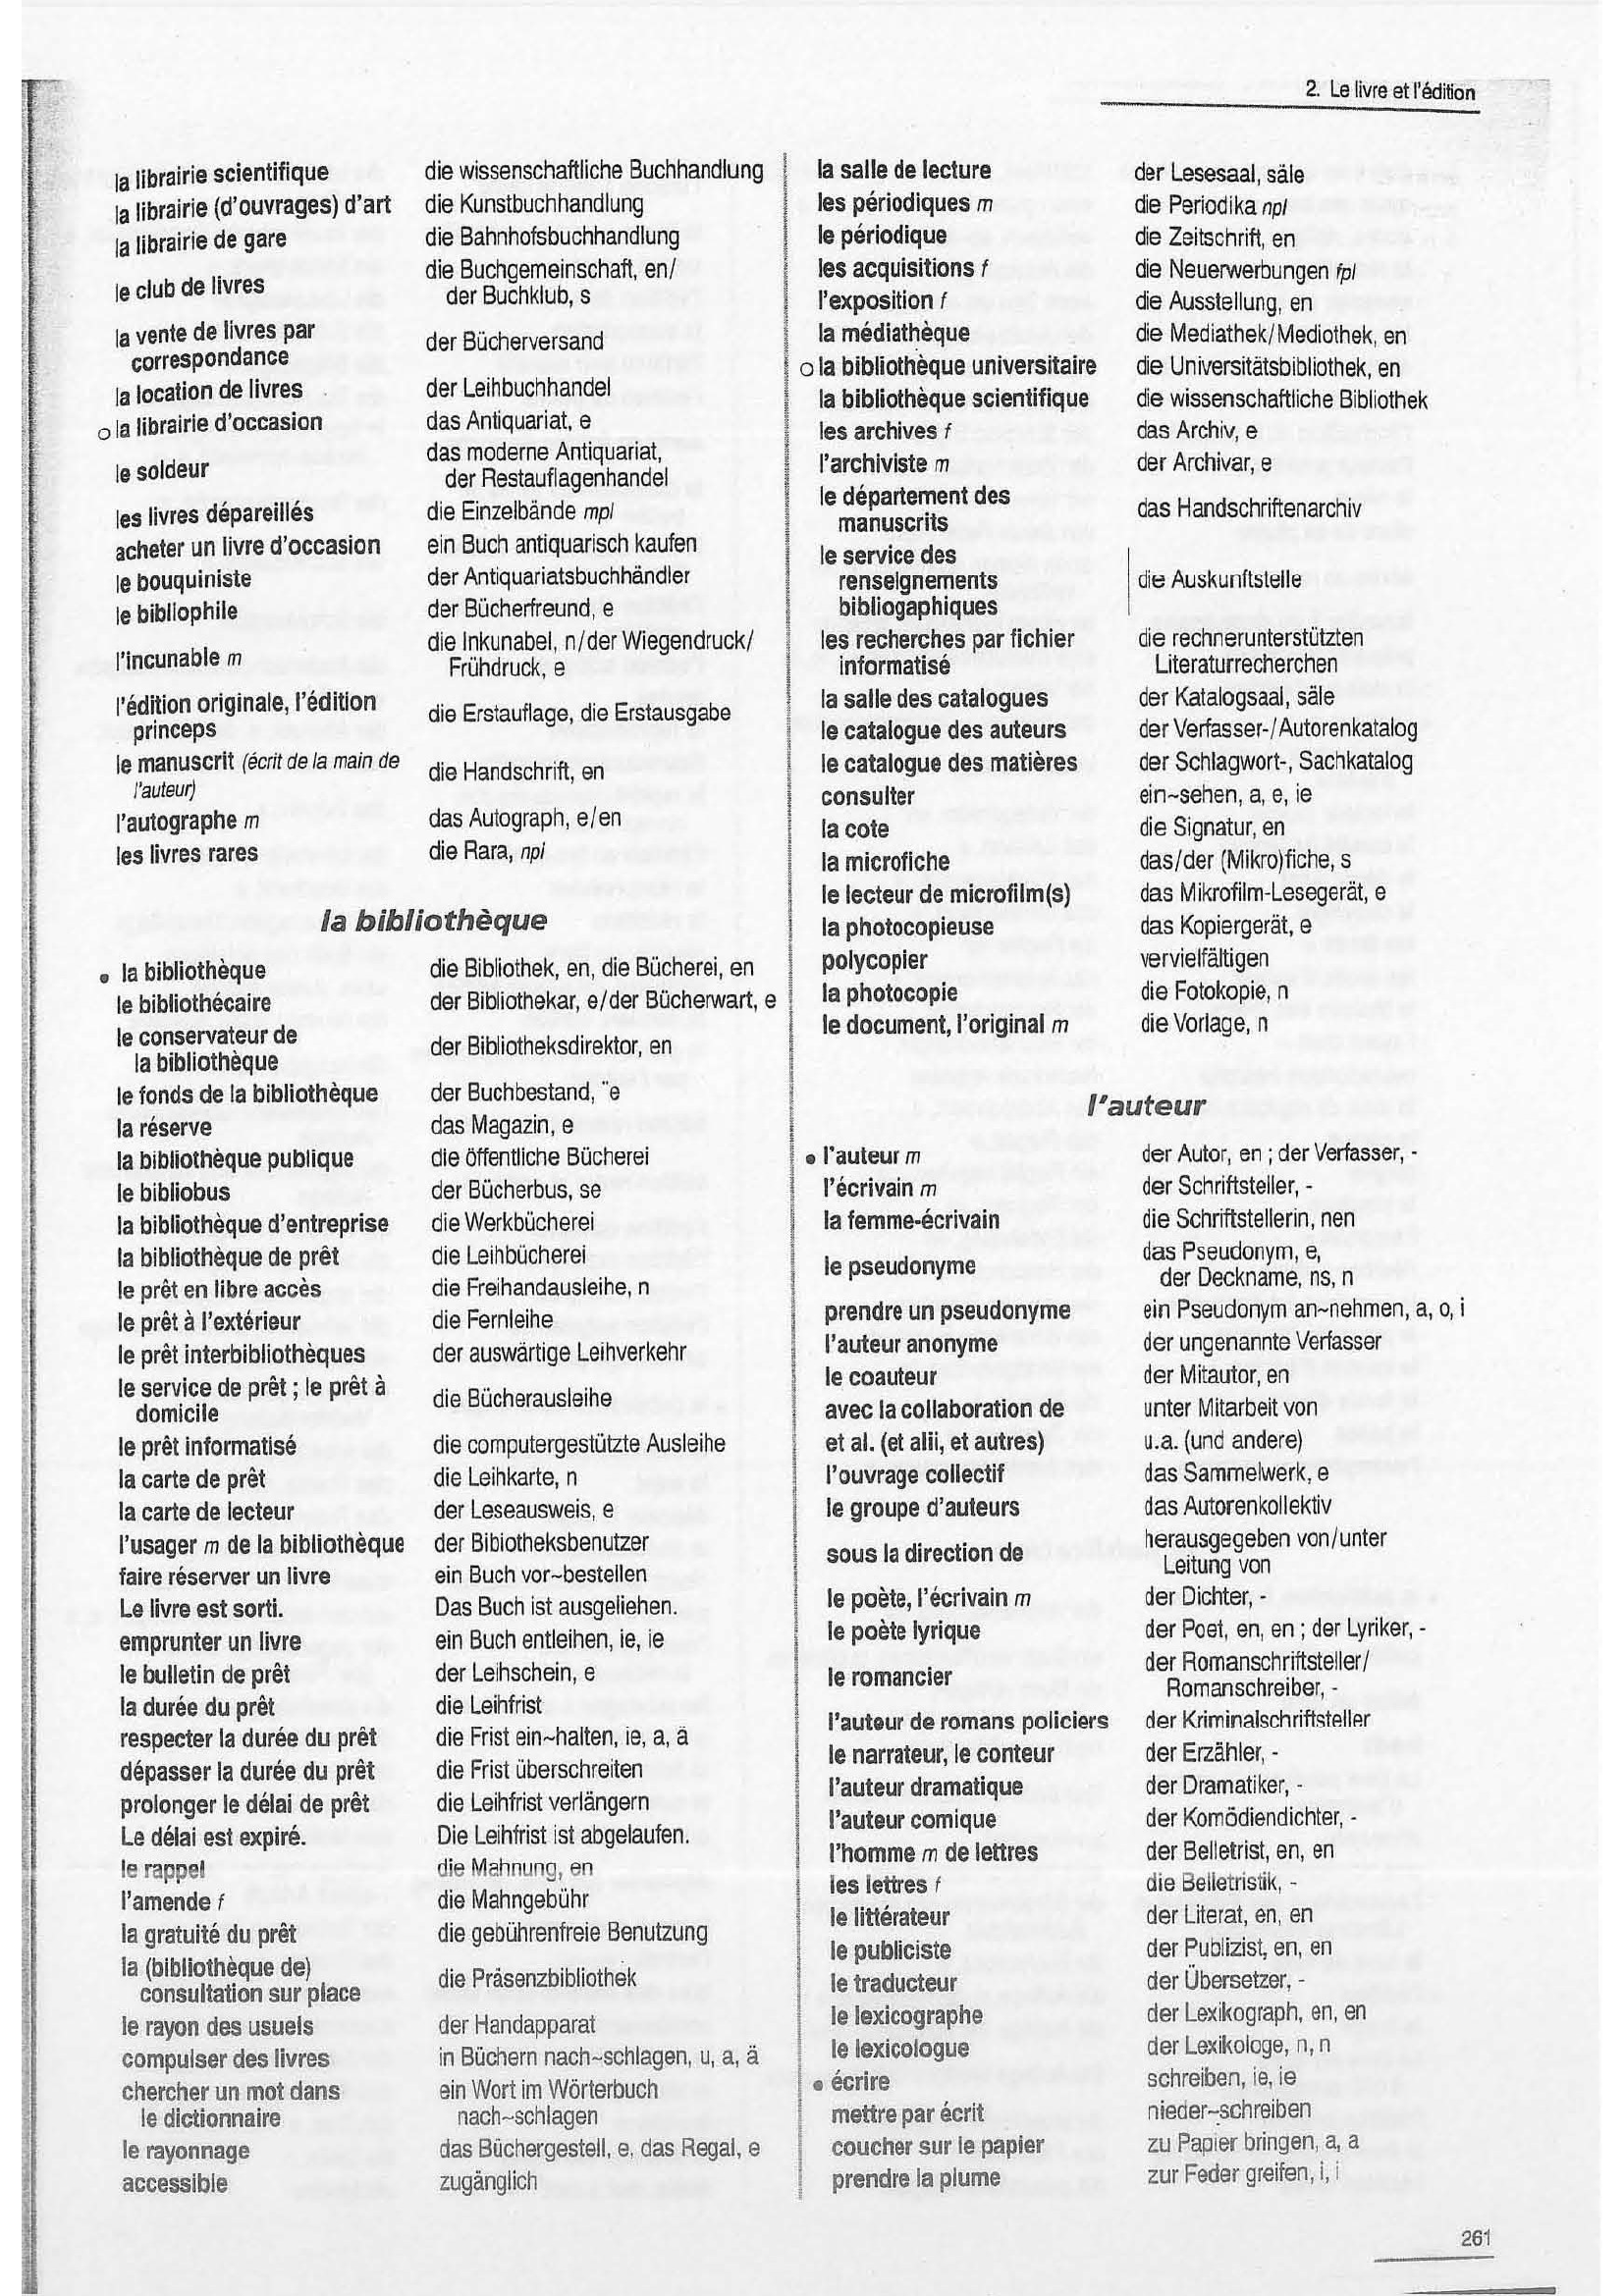 2. Le livre et l'édition
la librairie scientifique die wissenschaftliche Buchhandlung
la librairie (d'ouvrages) d'art die Kunstbuchhandlung
la librairie de gare die Bahnhofsbuchhandlung
le club de livres die Buchgemeinschaft, en/
der Buchklub, s
la vente de livres par
correspondance der Bücherversand
la location de livres der Leihbuchhandel
o la librairie d'occasion das Antiquariat, e
le soldeur das moderne Antiquariat,
der Restauflagenhandel
les livres dépareillés die Einzelbände mpl
acheter un livre d'occasion ein Buch antiquarisch kaufen
le bouquiniste der Antiquariatsbuchhändler
le bibliophile der Bücherfreund, e
l'incunable m die Inkunabel, n/der Wiegendruck/
Frühdruck, e
l'édition originale, l'édition
princeps die Erstauflage, die Erstausgabe
le manuscrit (écrit de la main de
l'auteur) die Handschrift, en
l'autographe m das Autograph, e/en
les livres rares die Rara, npl
la bibliothèque
• la bibliothèque die Bibliothek, en, die Bücherei, en
le bibliothécaire der Bibliothekar, e/der Bücherwart, e
le conservateur de
la bibliothèque der Bibliotheksdirektor, en
le fonds de la bibliothèque der Buchbestand, ¨e
la réserve das Magazin, e
la bibliothèque publique die öffentliche Bücherei
le bibliobus der Bücherbus, se
la bibliothèque d'entreprise die Werkbücherei
la bibliothèque de prêt die Leihbücherei
le prêt en libre accès die Freihandausleihe, n
le prêt à l'extérieur die Fernleihe
le prêt interbibliothèques der auswärtige Leihverkehr
le service de prêt ; le prêt à
domicile die Bücherausleihe
le prêt informatisé die computergestützte Ausleihe
la carte de prêt die Leihkarte, n
la carte de lecteur der Leseausweis, e
l'usager m de la bibliothèque der Bibiotheksbenutzer
faire réserver un livre ein Buch vor~bestellen
Le livre est sorti. Das Buch ist ausgeliehen.
emprunter un livre ein Buch entleihen, ie, ie
le bulletin de prêt der Leihschein, e
la durée du prêt die Leihfrist
respecter la durée du prêt die Frist ein~halten, ie, a, ä
dépasser la durée du prêt die Frist überschreiten
prolonger le délai de prêt die Leihfrist verlängern
Le délai est expiré. Die Leihfrist ist abgelaufen.
le rappel die Mahnung, en
l'amende f die Mahngebühr
la gratuité du prêt die gebührenfreie Benutzung
la (bibliothèque de)
consultation sur place die Präsenzbibliothek
le rayon des usuels der Handapparat
compulser des livres in Büchern nach~schlagen, u, a, ä
chercher un mot dans ein Wort im Wörterbuch
le dictionnaire nach~schlagen
le rayonnage das Büchergestell, e, das Regal, e
accessible zugänglich
la salle de lecture der Lesesaal, säle
les périodiques m die Periodika npl
le périodique die Zeitschrift, en
les acquisitions f die Neuerwerbungen fpl
l'exposition f die Ausstellung, en
la médiathèque die Mediathek/Mediothek, en
o la bibliothèque universitaire die Universitätsbibliothek, en
la bibliothèque scientifique die wissenschaftliche Bibliothek
les archives f das Archiv, e
l'archiviste m der Archivar, e
le département des
manuscrits das Handschriftenarchiv
le service des
renseignements die Auskunftstelle
bibliogaphiques
les recherches par fichier die rechnerunterstützten
informatisé Literaturrecherchen
la salle des catalogues der Katalogsaal, säle
le catalogue des auteurs der Verfasser-/Autorenkatalog
le catalogue des matières der Schlagwort-, Sachkatalog
consulter ein~sehen, a, e, ie
la cote die Signatur, en
la microfiche das/der (Mikro)fiche, s
le lecteur de microfilm(s) das Mikrofilm-Lesegerät, e
la photocopieuse das Kopiergerät, e
polycopier vervielfältigen
la photocopie die Fotokopie, n
le document, l'original m die Vorlage, n
l'auteur
• l'auteur m der Autor, en ; der Verfasser, -
l'écrivain m der Schriftsteller, -
la femme-écrivain die Schriftstellerin, nen
le pseudonyme das Pseudonym, e,
der Deckname, ns, n
prendre un pseudonyme ein Pseudonym an~nehmen, a, o, i
l'auteur anonyme der ungenannte Verfasser
le coauteur der Mitautor, en
avec la collaboration de unter Mitarbeit von
et al. (et alii, et autres) u.a. (und andere)
l'ouvrage collectif das Sammelwerk, e
le groupe d'auteurs das Autorenkollektiv
sous la direction de herausgegeben von/unter
Leitung von
le poète, l'écrivain m der Dichter, -
le poète lyrique der Poet, en, en ; der Lyriker, -
le romancier der Romanschriftsteller/
Romanschreiber, -
l'auteur de romans policiers der Kriminalschriftsteller
le narrateur, le conteur der Erzähler, -
l'auteur dramatique der Dramatiker, -
l'auteur comique der Komödiendichter, -
l'homme m de lettres der Belletrist, en, en
les lettres f die Belletristik, -
le littérateur der Literat, en, en
le publiciste der Publizist, en, en
le traducteur der Übersetzer, -
le lexicographe der Lexikograph, en, en
le lexicologue der Lexikologe, n, n
• écrire schreiben, ie, ie
mettre par écrit nieder~schreiben
coucher sur le papier zu Papier bringen, a, a
prendre la plume zur Feder greifen, i, i
261